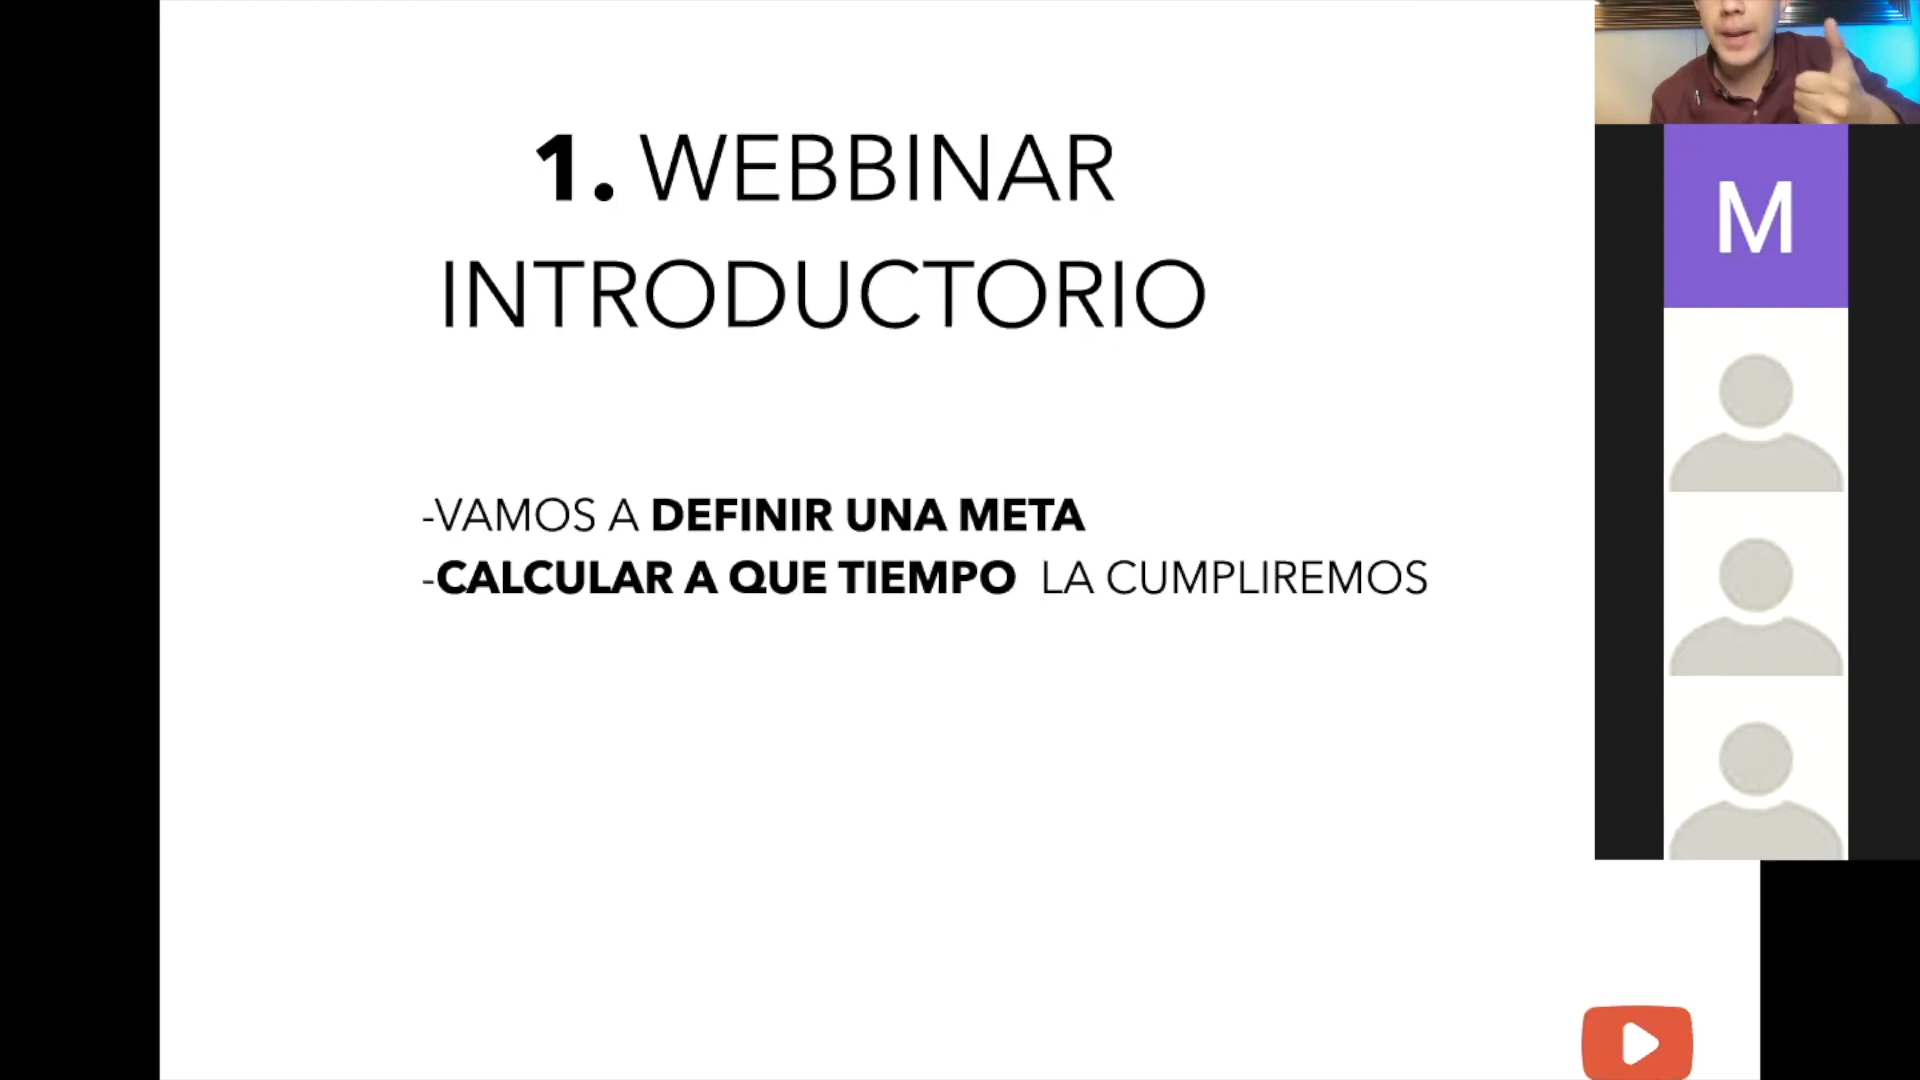 1. WEBBINAR
INTRODUCTORIO
-VAMOS A DEFINIR UNA META
-CALCULAR A QUE TIEMPO LA CUMPLIREMOS
M